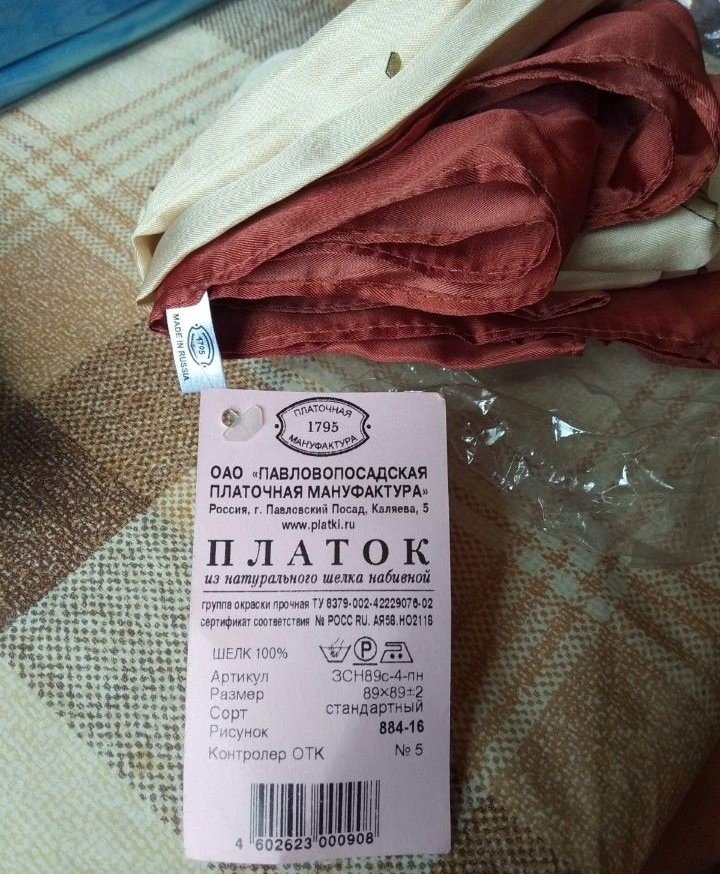 MADE IN RUSSIA
1795
ПЛАТОЧНАЯ
1795
МАНУФАКТУРА
ОАО «ПАВЛОВОПОСАДСКАЯ
ПЛАТОЧНАЯ МАНУФАКТУРА»
Россия, г. Павловский Посад, Каляева, 5
www.platki.ru
ПЛАТОК
из натурального шелка набивной
группа окраски прочная ТУ 8379-002-42229076-02
сертификат соответствия № РОСС RU. АЯ58.НО2118
ШЕЛК 100%
P
Артикул ЗСН89с-4-пн
Размер 89×89±2
Сорт стандартный
Рисунок 884-16
Контролер ОТК № 5
4 602623 000908